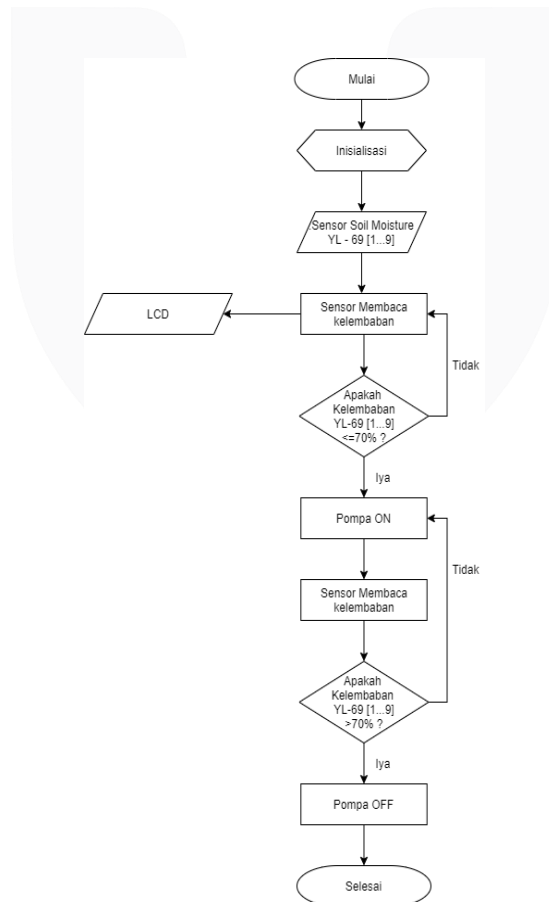 Mulai
Inisialisasi
Sensor Soil Moisture
YL - 69 [1...9]
Sensor Membaca
kelembaban
LCD
Tidak
Apakah
Kelembaban
YL-69 [1...9]
<=70% ?
Iya
Pompa ON
Tidak
Sensor Membaca
kelembaban
Apakah
Kelembaban
YL-69 [1...9]
>70% ?
Iya
Pompa OFF
Selesai